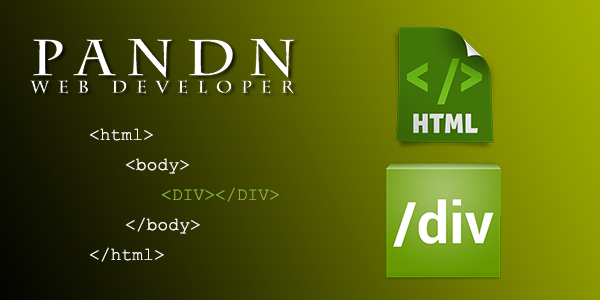 PANDN
WEB DEVELOPER
<html>
<body>
<DIV></DIV>
</body>
</html>
</>
HTML
/div